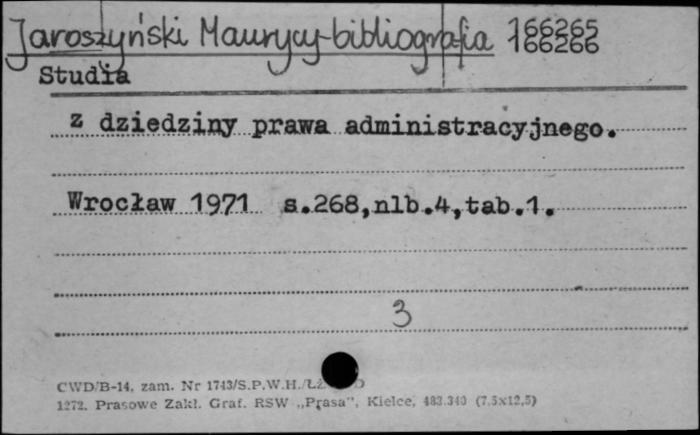 Jaroszyński Maurycy-bibliografia 166265
166266
Studia
z dziedziny prawa administracyjnego.
Wrocław 1971 s.268,nlb.4,tab.1.
3
CWD/B-14, zam. Nr 1743/S.P.W.H./ŁŻ D
1272. Prasowe Zakł. Graf. RSW „Prasa", Kielce, 483.340 (7,5x12,5)